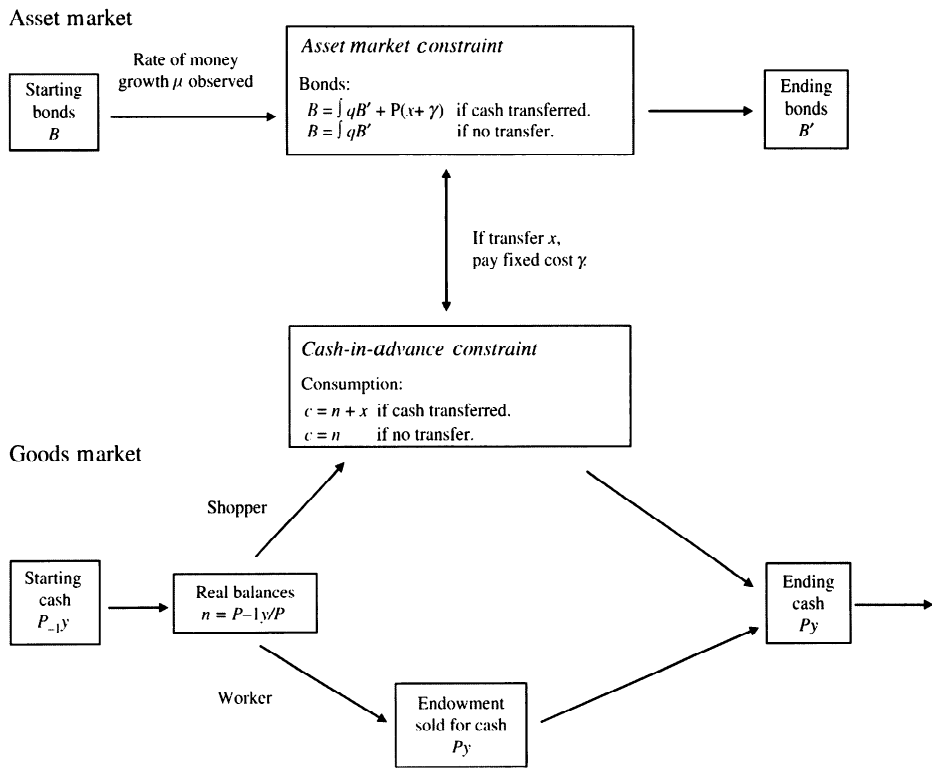 Asset market
Rate of money
growth μ observed
Starting
bonds
B
Asset market constraint
Bonds:
B = ∫ qB′ + P(x+ γ) if cash transferred.
B = ∫ qB′ if no transfer.
Ending
bonds
B′
If transfer x,
pay fixed cost γ.
Cash-in-advance constraint
Consumption:
c = n + x if cash transferred.
c = n if no transfer.
Goods market
Shopper
Starting
cash
P₋₁y
Real balances
n = P–1y/P
Ending
cash
Py
Worker
Endowment
sold for cash
Py